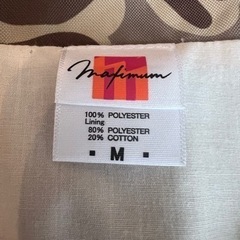 Maximum
100% POLYESTER
Lining
80% POLYESTER
20% COTTON
M